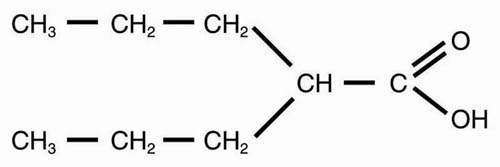 CH₃ — CH₂ — CH₂
O
CH — C
OH
CH₃ — CH₂ — CH₂